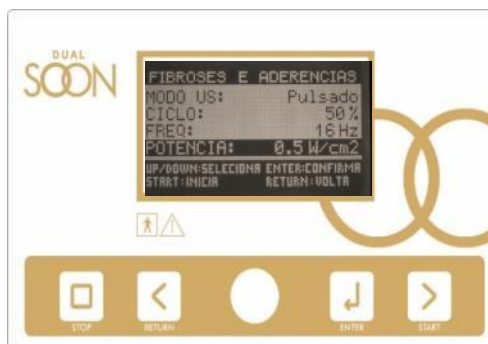 DUAL
SOON
FIBROSES E ADERENCIAS
MODO US: Pulsado
CICLO: 50%
FREQ: 16Hz
POTENCIA: 0.5 W/cm2
UP/DOWN:SELECIONA ENTER:CONFIRMA
START:INICIA RETURN:VOLTA
STOP
RETURN
ENTER
START